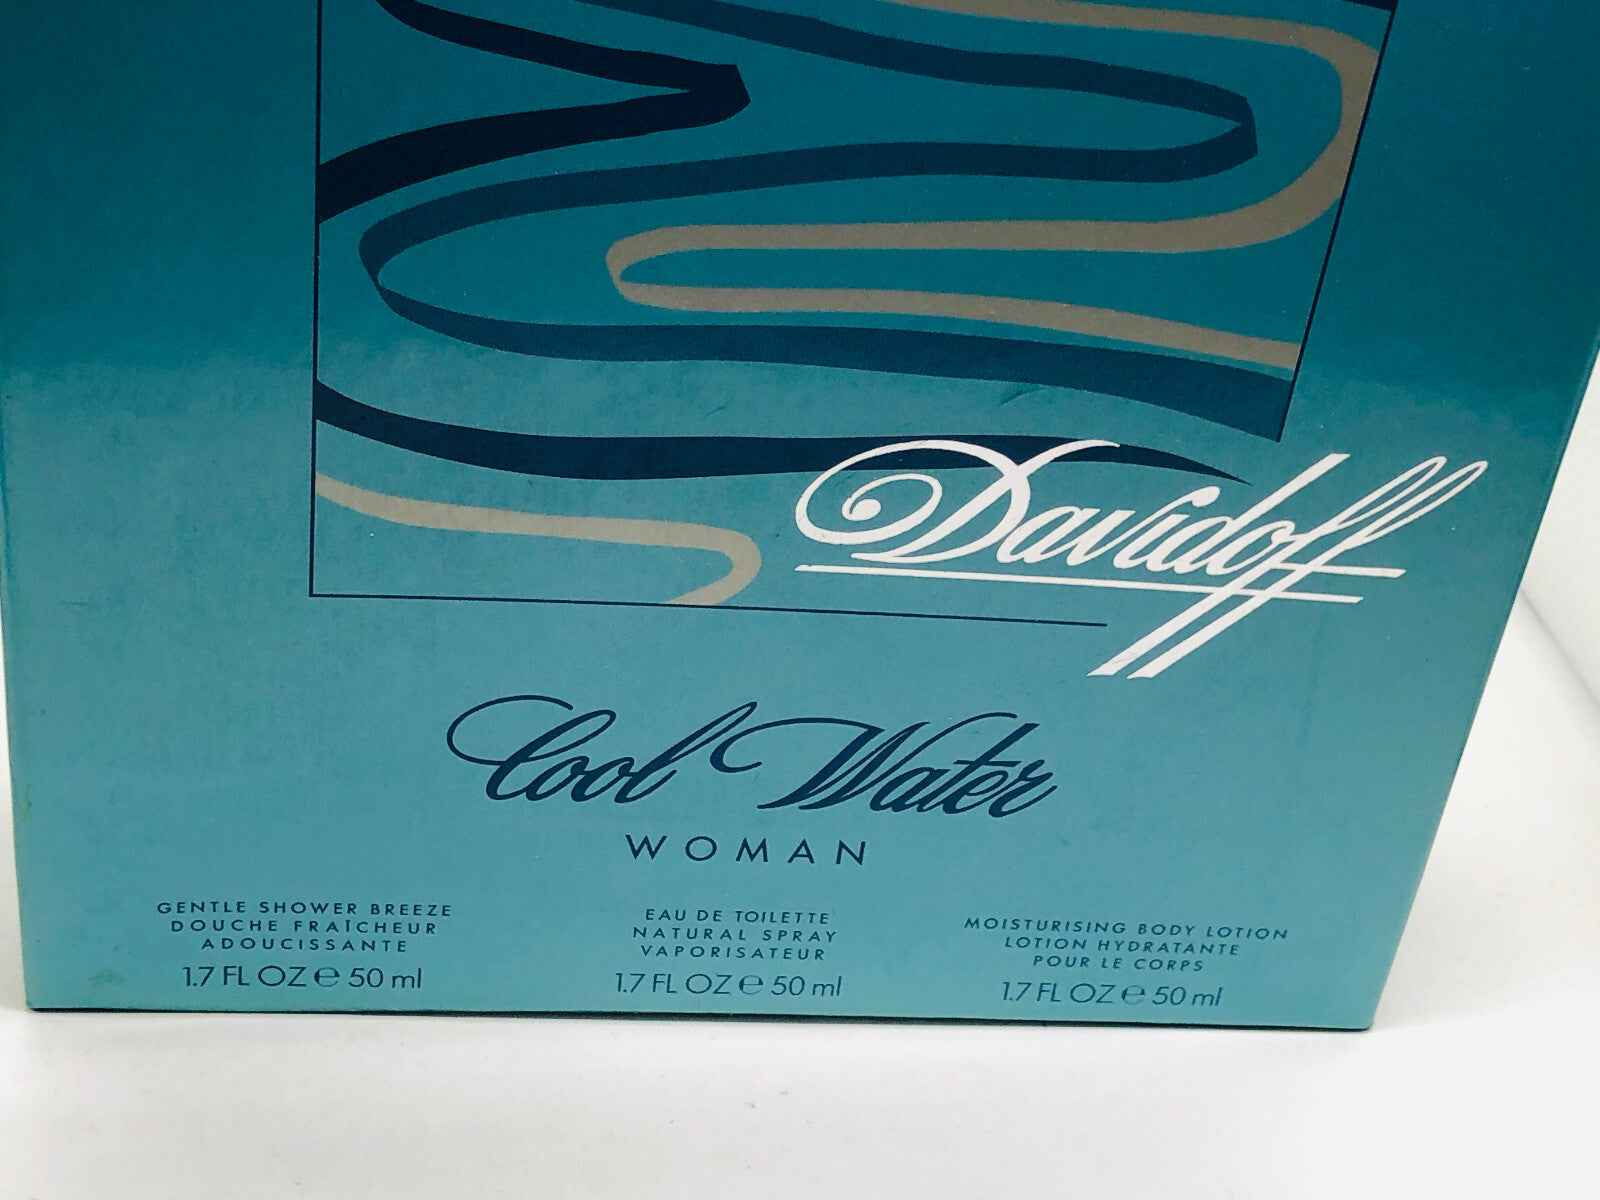 Davidoff
Cool Water
WOMAN
GENTLE SHOWER BREEZE
DOUCHE FRAÎCHEUR
ADOUCISSANTE
1.7 FL OZ ℮ 50 ml
EAU DE TOILETTE
NATURAL SPRAY
VAPORISATEUR
1.7 FL OZ ℮ 50 ml
MOISTURISING BODY LOTION
LOTION HYDRATANTE
POUR LE CORPS
1.7 FL OZ ℮ 50 ml